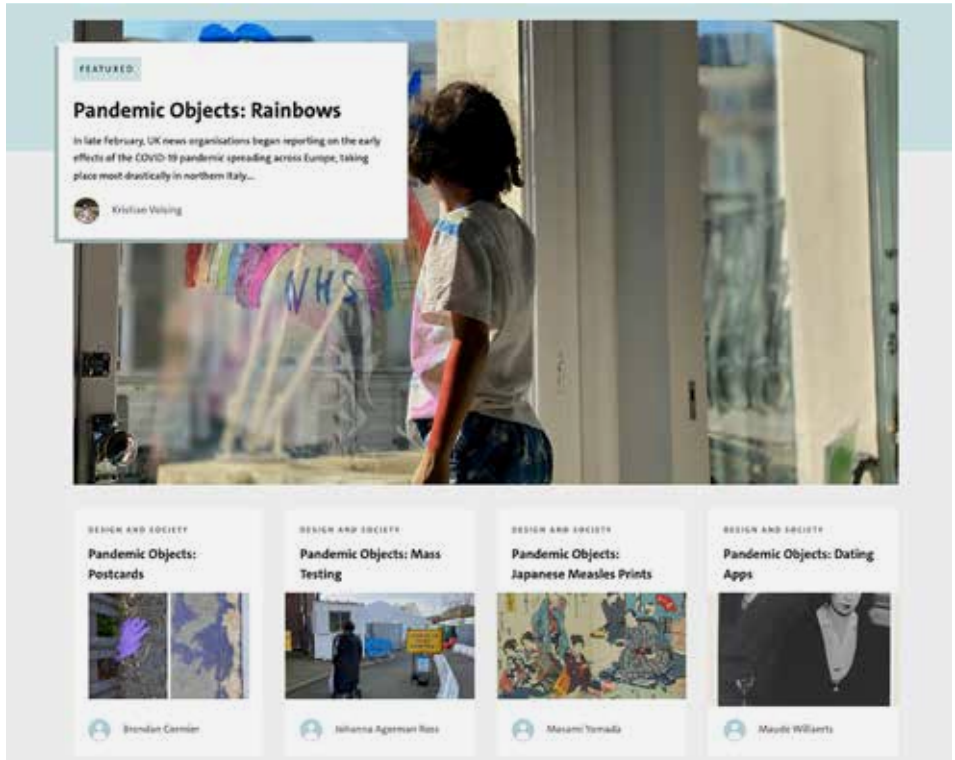 FEATURED
Pandemic Objects: Rainbows
In late February, UK news organisations began reporting on the early
effects of the COVID-19 pandemic spreading across Europe, taking
place most drastically in northern Italy...
Kristian Volsing
NHS
DESIGN AND SOCIETY
Pandemic Objects:
Postcards
Brendan Cormier
DESIGN AND SOCIETY
Pandemic Objects: Mass
Testing
Johanna Agerman Ross
DESIGN AND SOCIETY
Pandemic Objects:
Japanese Measles Prints
Masami Yamada
DESIGN AND SOCIETY
Pandemic Objects: Dating
Apps
Maude Willaerts